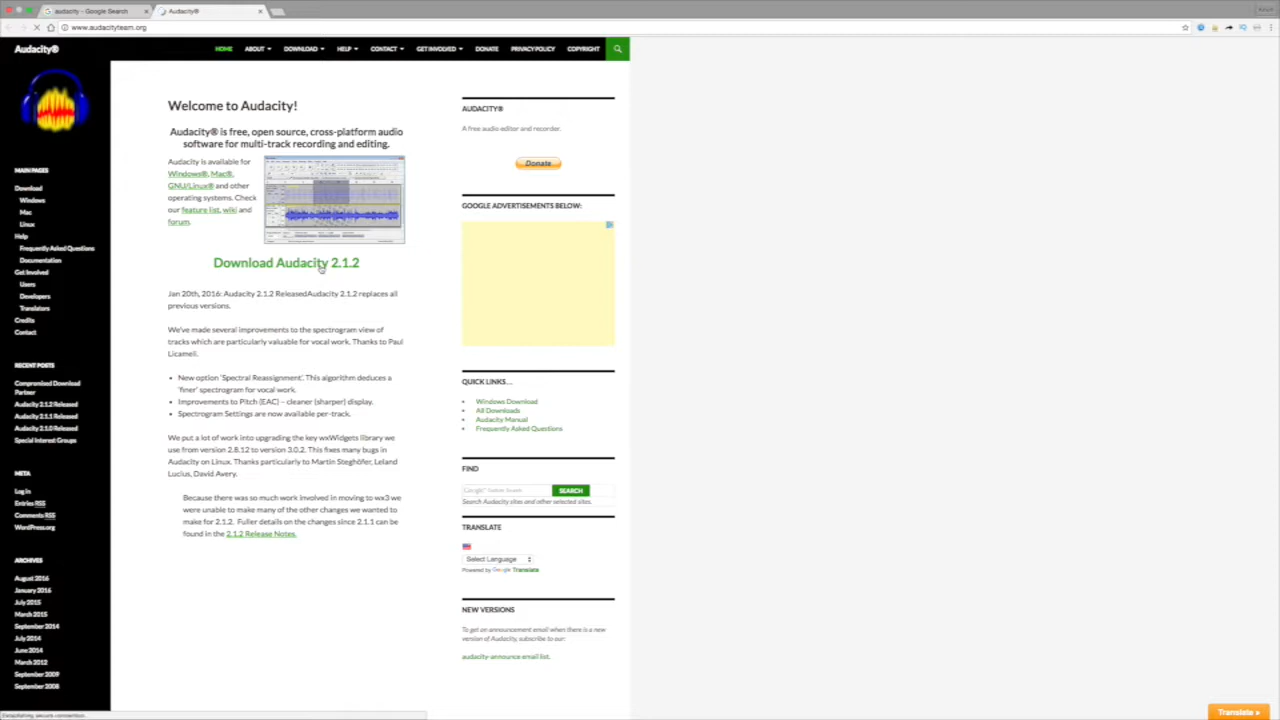 audacity - Google Search
Audacity®
www.audacityteam.org
Audacity®
HOME ABOUT DOWNLOAD HELP CONTACT GET INVOLVED DONATE PRIVACY POLICY COPYRIGHT
MAIN PAGES
Download
Windows
Mac
Linux
Help
Frequently Asked Questions
Documentation
Get Involved
Users
Developers
Translators
Credits
Contact
RECENT POSTS
Compromised Download
Partner
Audacity 2.1.2 Released
Audacity 2.1.1 Released
Audacity 2.1.0 Released
Special Interest Groups
META
Log in
Entries RSS
Comments RSS
WordPress.org
ARCHIVES
August 2016
January 2016
July 2015
March 2015
September 2014
July 2014
June 2014
March 2012
September 2009
September 2008
Welcome to Audacity!
Audacity® is free, open source, cross-platform audio
software for multi-track recording and editing.
Audacity is available for
Windows®, Mac®,
GNU/Linux® and other
operating systems. Check
our feature list, wiki and
forum.
Download Audacity 2.1.2
Jan 20th, 2016: Audacity 2.1.2 ReleasedAudacity 2.1.2 replaces all
previous versions.
We've made several improvements to the spectrogram view of
tracks which are particularly valuable for vocal work. Thanks to Paul
Licameli.
• New option 'Spectral Reassignment'. This algorithm deduces a
'finer' spectrogram for vocal work.
• Improvements to Pitch (EAC) – cleaner (sharper) display.
• Spectrogram Settings are now available per-track.
We put a lot of work into upgrading the key wxWidgets library we
use from version 2.8.12 to version 3.0.2. This fixes many bugs in
Audacity on Linux. Thanks particularly to Martin Steghöfer, Leland
Lucius, David Avery.
Because there was so much work involved in moving to wx3 we
were unable to make many of the other changes we wanted to
make for 2.1.2. Fuller details on the changes since 2.1.1 can be
found in the 2.1.2 Release Notes.
AUDACITY®
A free audio editor and recorder.
Donate
GOOGLE ADVERTISEMENTS BELOW:
QUICK LINKS....
• Windows Download
• All Downloads
• Audacity Manual
• Frequently Asked Questions
FIND
Google™ Custom Search
SEARCH
Search Audacity sites and other selected sites.
TRANSLATE
Select Language
Powered by Google Translate
NEW VERSIONS
To get an announcement email when there is a new
version of Audacity, subscribe to our:
audacity-announce email list.
Establishing secure connection...
Translate »